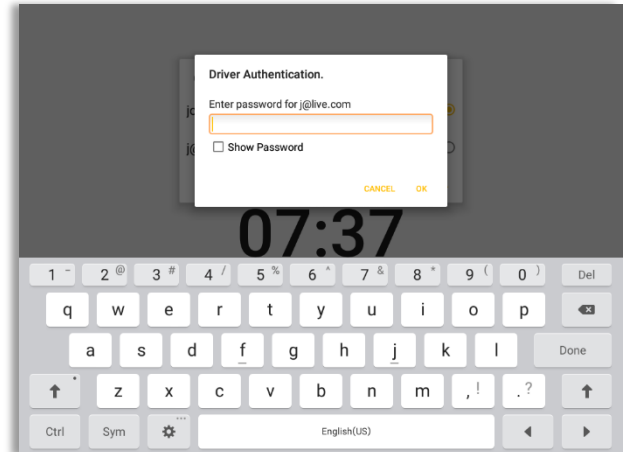 Driver Authentication.
Enter password for j@live.com
Show Password
CANCEL OK
07:37
1 - 2 @ 3 # 4 / 5 % 6 ^ 7 & 8 * 9 ( 0 ) Del
q w e r t y u i o p
a s d f g h j k l Done
z x c v b n m , ! . ?
Ctrl Sym English(US)